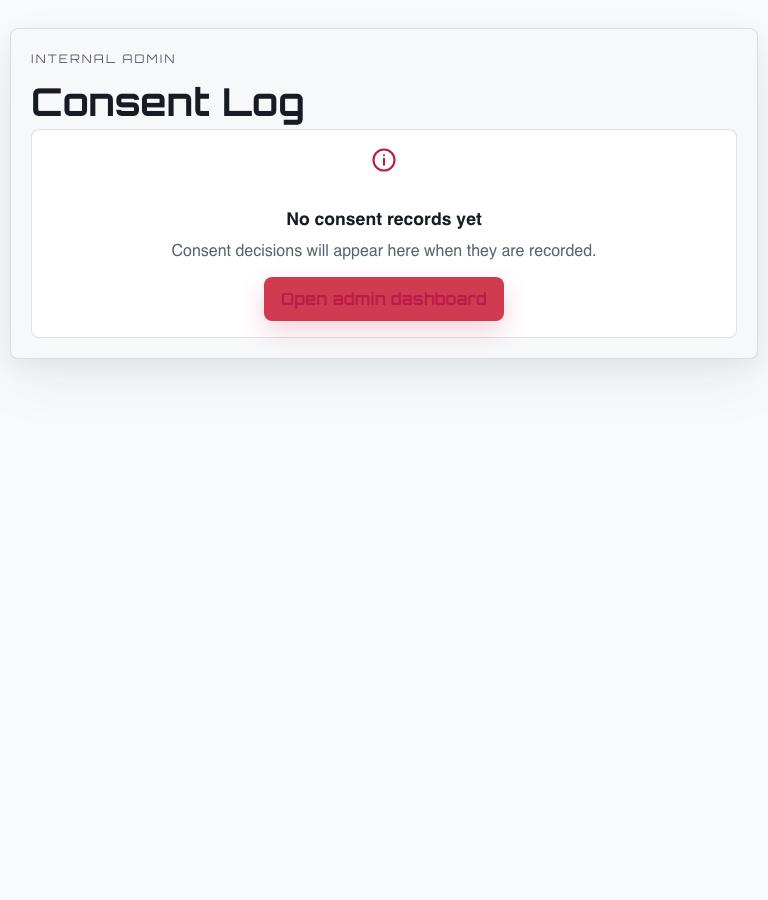 INTERNAL ADMIN
Consent Log
No consent records yet
Consent decisions will appear here when they are recorded.
Open admin dashboard